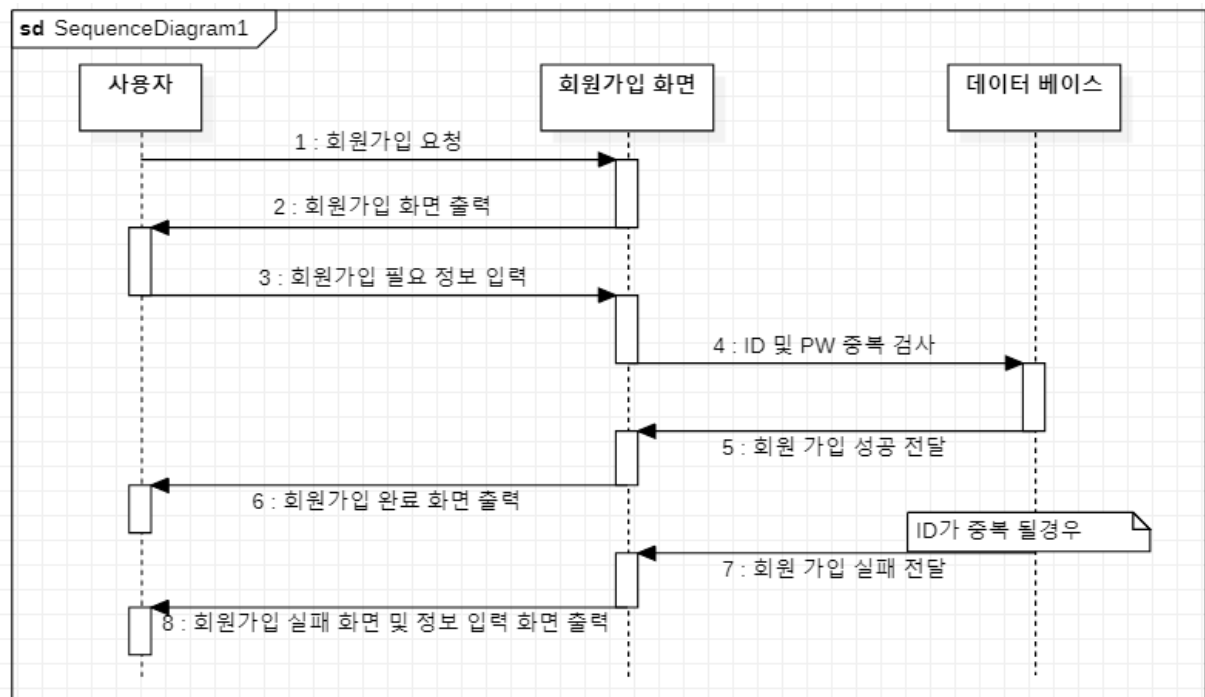 sd SequenceDiagram1
사용자
회원가입 화면
데이터 베이스
1 : 회원가입 요청
2 : 회원가입 화면 출력
3 : 회원가입 필요 정보 입력
4 : ID 및 PW 중복 검사
5 : 회원 가입 성공 전달
6 : 회원가입 완료 화면 출력
ID가 중복 될경우
7 : 회원 가입 실패 전달
8 : 회원가입 실패 화면 및 정보 입력 화면 출력